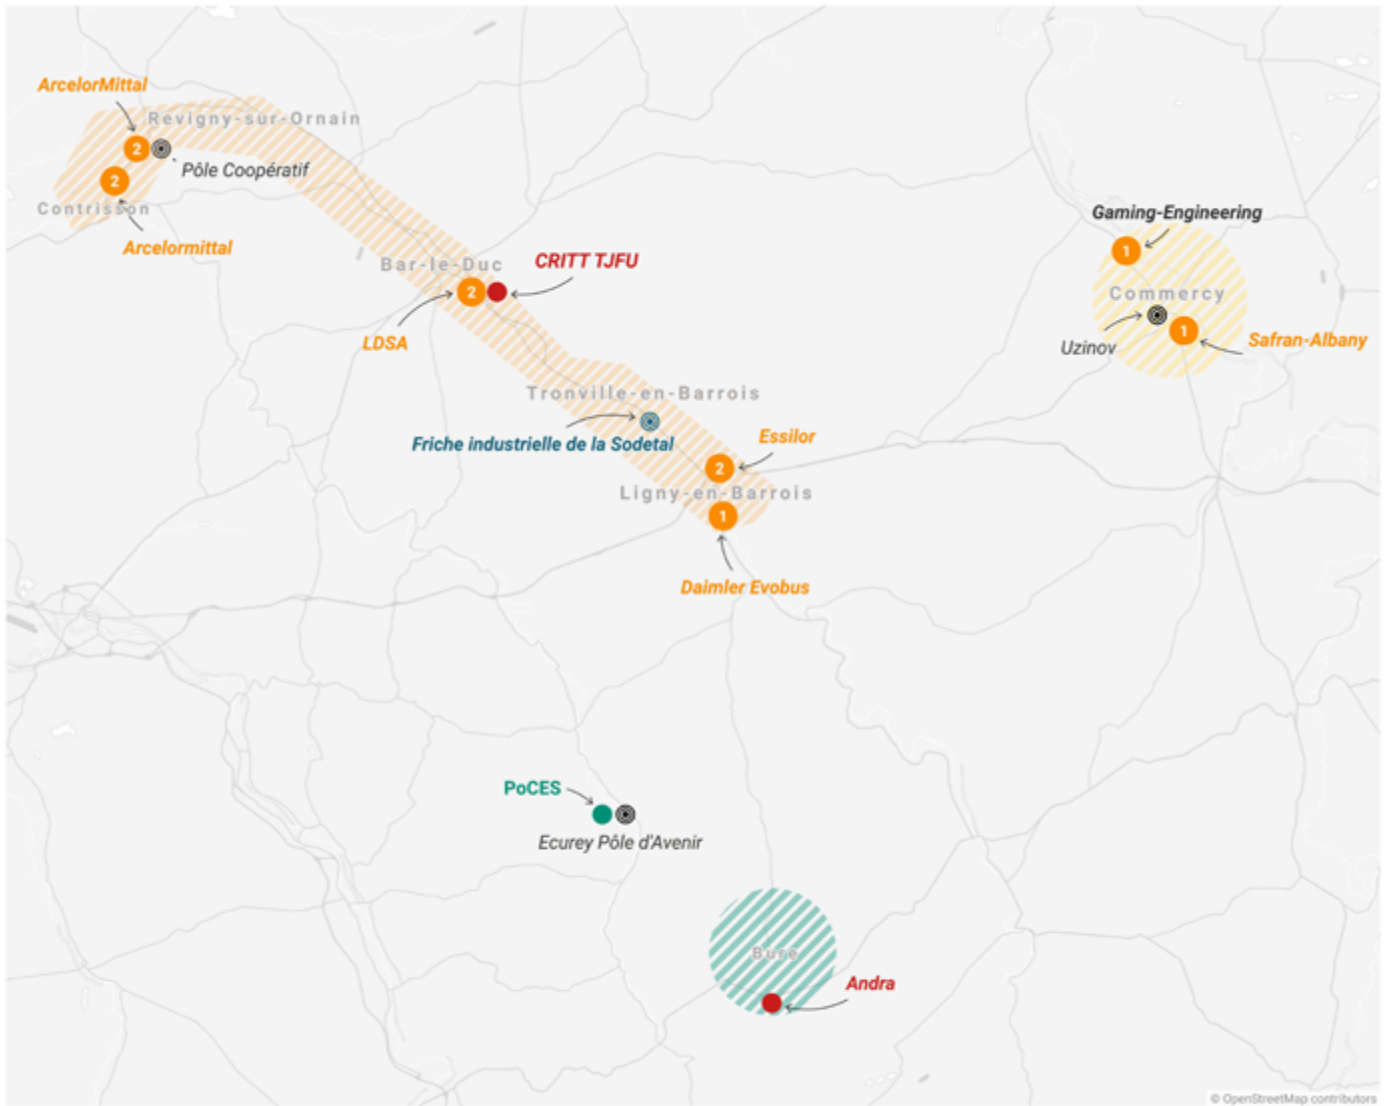 ArcelorMittal
Revigny-sur-Ornain
2
Pôle Coopératif
2
Contrisson
Arcelormittal
Gaming-Engineering
1
Bar-le-Duc
CRITT TJFU
2
LDSA
Commercy
1
Uzinov
Safran-Albany
Tronville-en-Barrois
Friche industrielle de la Sodetal
Essilor
2
Ligny-en-Barrois
1
Daimler Evobus
PoCES
Ecurey Pôle d'Avenir
Bure
Andra
© OpenStreetMap contributors